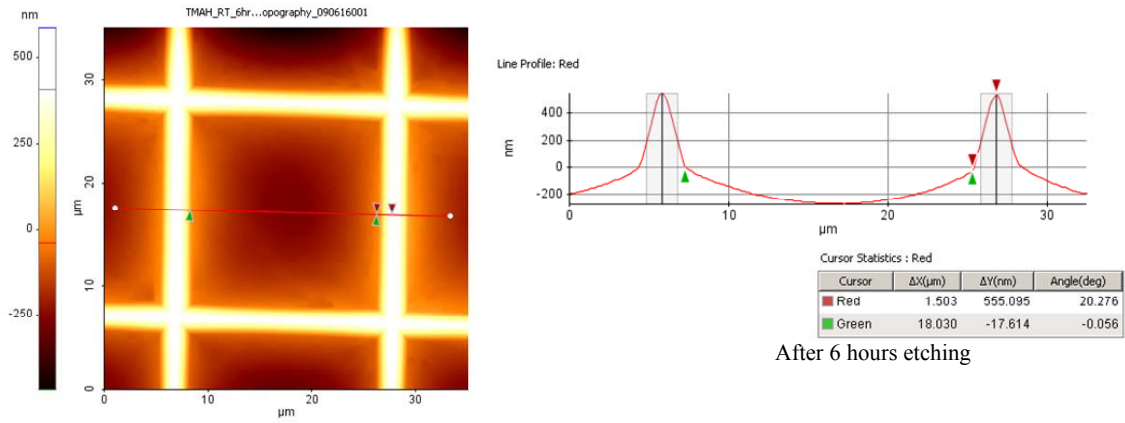 nm
TMAH_RT_6hr...opography_090616001
500
250
0
-250
30
20
10
0
µm
0
10
20
30
µm
Line Profile: Red
nm
400
200
0
-200
0
10
20
30
µm
Cursor Statistics : Red
Cursor ΔX(µm) ΔY(nm) Angle(deg)
Red 1.503 555.095 20.276
Green 18.030 -17.614 -0.056
After 6 hours etching